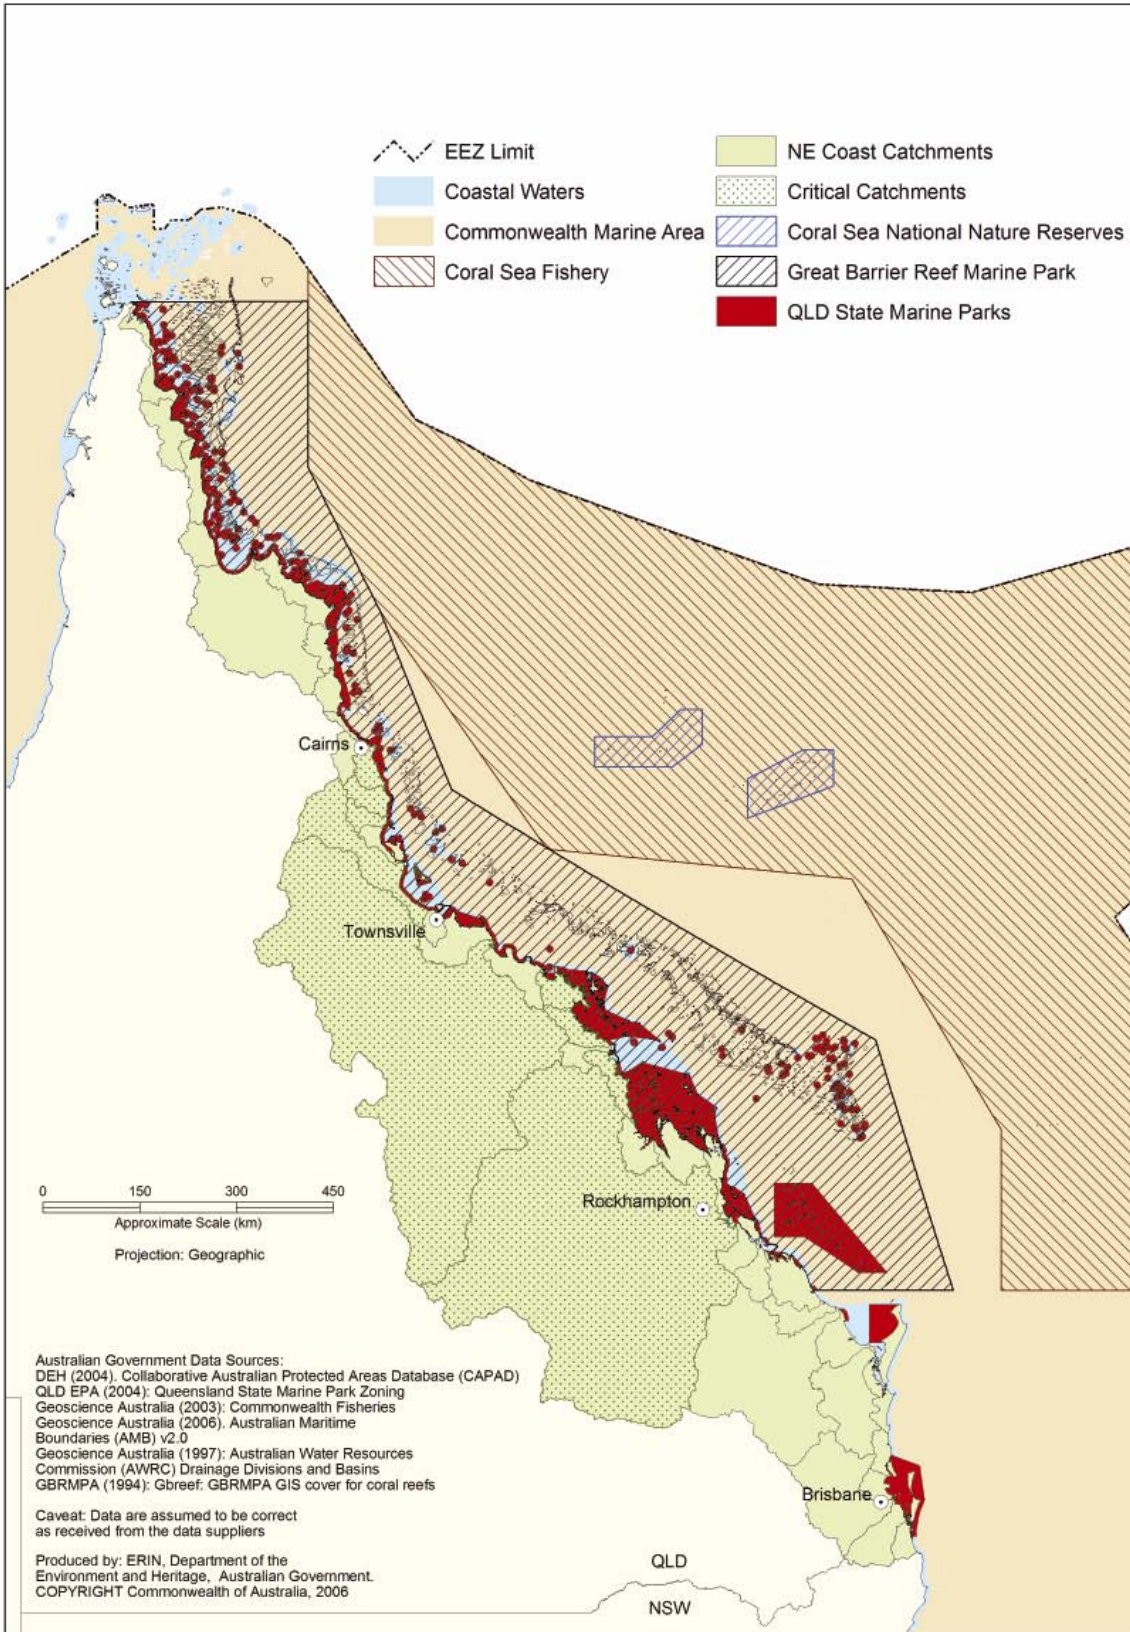 EEZ Limit
Coastal Waters
Commonwealth Marine Area
Coral Sea Fishery
NE Coast Catchments
Critical Catchments
Coral Sea National Nature Reserves
Great Barrier Reef Marine Park
QLD State Marine Parks
Cairns
Townsville
Rockhampton
0 150 300 450
Approximate Scale (km)
Projection: Geographic
Australian Government Data Sources:
DEH (2004). Collaborative Australian Protected Areas Database (CAPAD)
QLD EPA (2004): Queensland State Marine Park Zoning
Geoscience Australia (2003): Commonwealth Fisheries
Geoscience Australia (2006). Australian Maritime
Boundaries (AMB) v2.0
Geoscience Australia (1997): Australian Water Resources
Commission (AWRC) Drainage Divisions and Basins
GBRMPA (1994): Gbreef: GBRMPA GIS cover for coral reefs
Caveat: Data are assumed to be correct
as received from the data suppliers
Produced by: ERIN, Department of the
Environment and Heritage, Australian Government.
COPYRIGHT Commonwealth of Australia, 2006
Brisbane
QLD
NSW